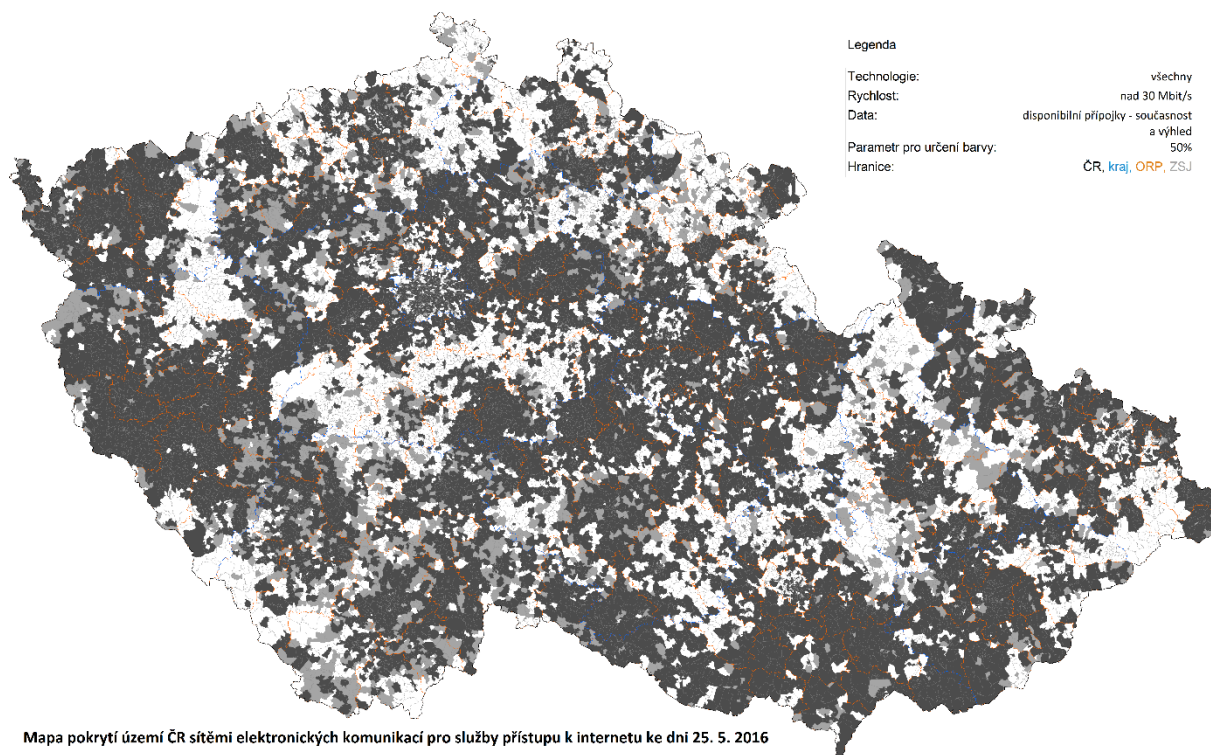 Legenda
Technologie: všechny
Rychlost: nad 30 Mbit/s
Data: disponibilní přípojky - současnost
a výhled
Parametr pro určení barvy: 50%
Hranice: ČR, kraj, ORP, ZSJ
Mapa pokrytí území ČR sítěmi elektronických komunikací pro služby přístupu k internetu ke dni 25. 5. 2016